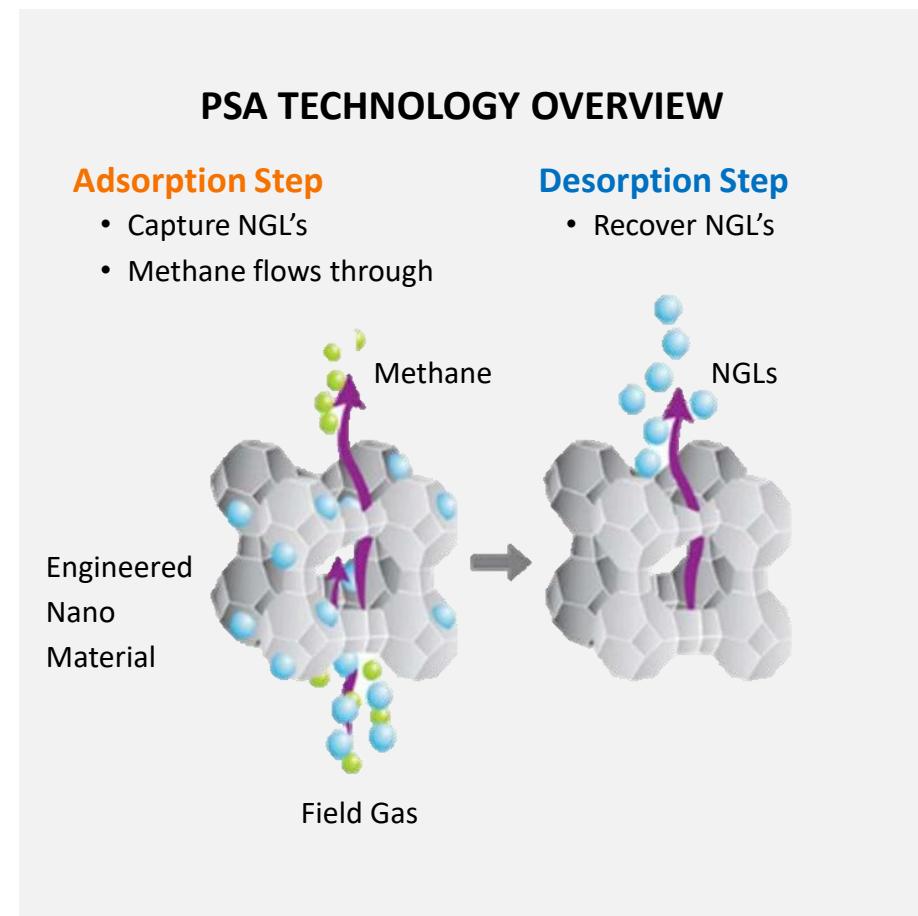 PSA TECHNOLOGY OVERVIEW
Adsorption Step
• Capture NGL's
• Methane flows through
Desorption Step
• Recover NGL's
Methane
NGLs
Engineered
Nano
Material
Field Gas